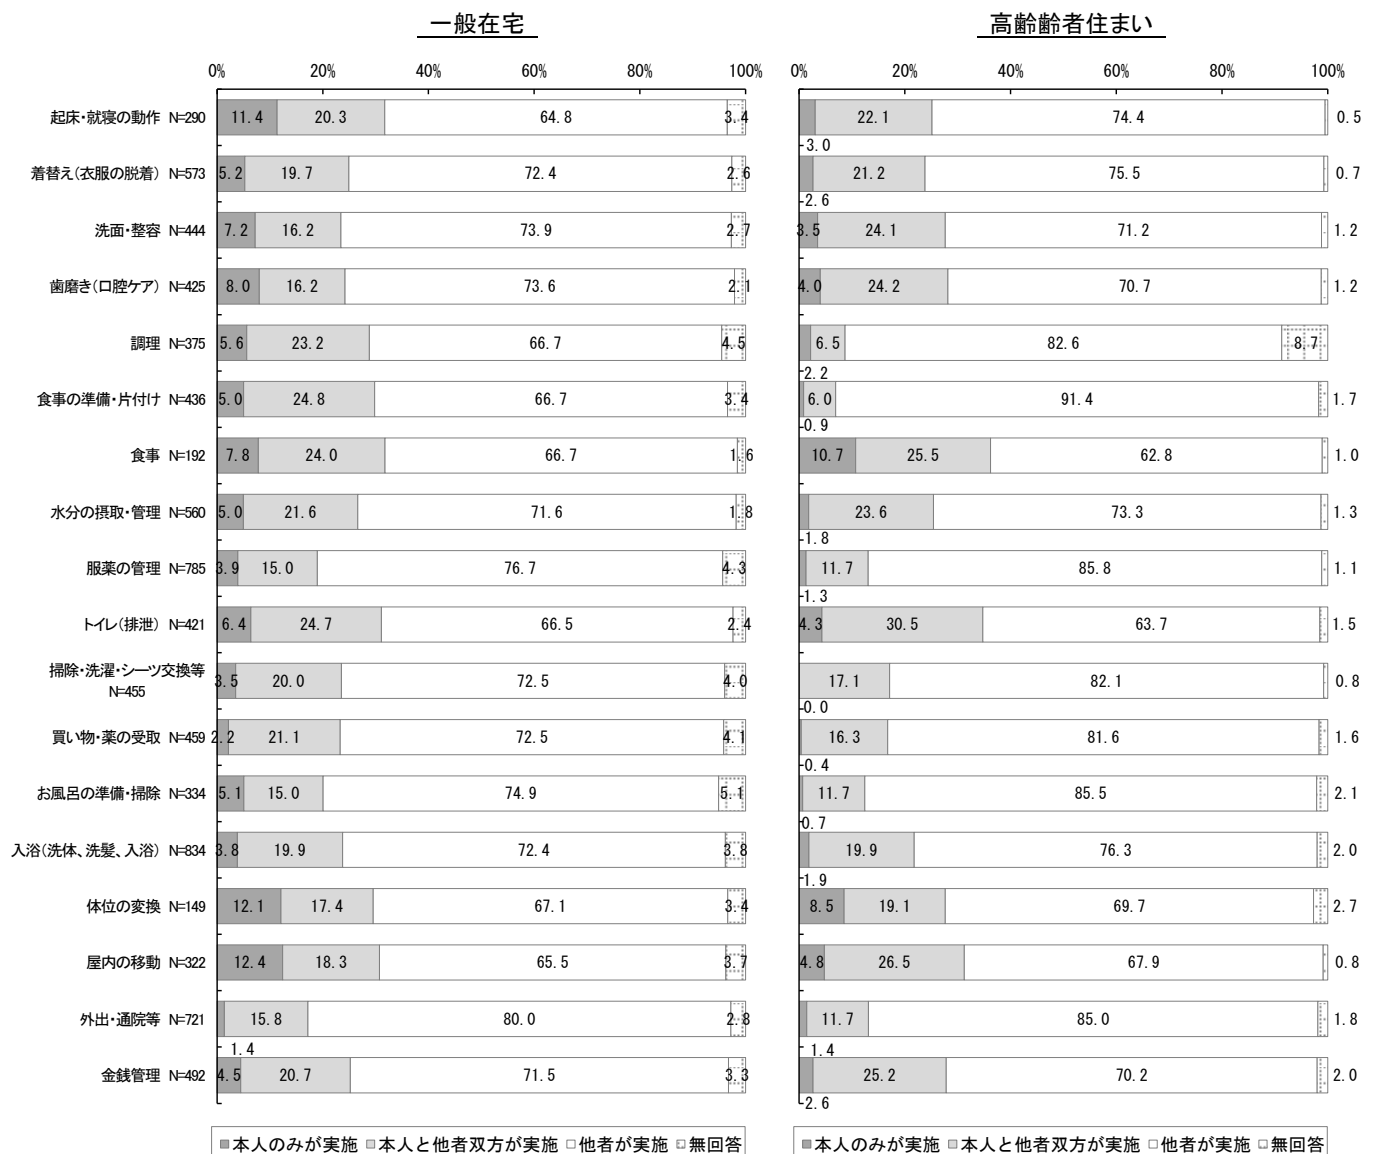 一般在宅 高齢齢者住まい
0% 20% 40% 60% 80% 100% 0% 20% 40% 60% 80% 100%
起床・就寝の動作 N=290 11.4 20.3 64.8 3.4 22.1 74.4 0.5
3.0
着替え(衣服の脱着) N=573 5.2 19.7 72.4 2.6 21.2 75.5 0.7
2.6
洗面・整容 N=444 7.2 16.2 73.9 2.7 3.5 24.1 71.2 1.2
歯磨き(口腔ケア) N=425 8.0 16.2 73.6 2.1 4.0 24.2 70.7 1.2
調理 N=375 5.6 23.2 66.7 4.5 6.5 82.6 8.7
2.2
食事の準備・片付け N=436 5.0 24.8 66.7 3.4 6.0 91.4 1.7
0.9
食事 N=192 7.8 24.0 66.7 1.6 10.7 25.5 62.8 1.0
水分の摂取・管理 N=560 5.0 21.6 71.6 1.8 23.6 73.3 1.3
1.8
服薬の管理 N=785 3.9 15.0 76.7 4.3 11.7 85.8 1.1
1.3
トイレ(排泄) N=421 6.4 24.7 66.5 2.4 4.3 30.5 63.7 1.5
掃除・洗濯・シーツ交換等
N=455 3.5 20.0 72.5 4.0 17.1 82.1 0.8
0.0
買い物・薬の受取 N=459 2.2 21.1 72.5 4.1 16.3 81.6 1.6
0.4
お風呂の準備・掃除 N=334 5.1 15.0 74.9 5.1 11.7 85.5 2.1
0.7
入浴(洗体、洗髪、入浴) N=834 3.8 19.9 72.4 3.8 19.9 76.3 2.0
1.9
体位の変換 N=149 12.1 17.4 67.1 3.4 8.5 19.1 69.7 2.7
屋内の移動 N=322 12.4 18.3 65.5 3.7 4.8 26.5 67.9 0.8
外出・通院等 N=721 15.8 80.0 2.8 11.7 85.0 1.8
1.4 1.4
金銭管理 N=492 4.5 20.7 71.5 3.3 25.2 70.2 2.0
2.6
本人のみが実施 本人と他者双方が実施 他者が実施 無回答 本人のみが実施 本人と他者双方が実施 他者が実施 無回答